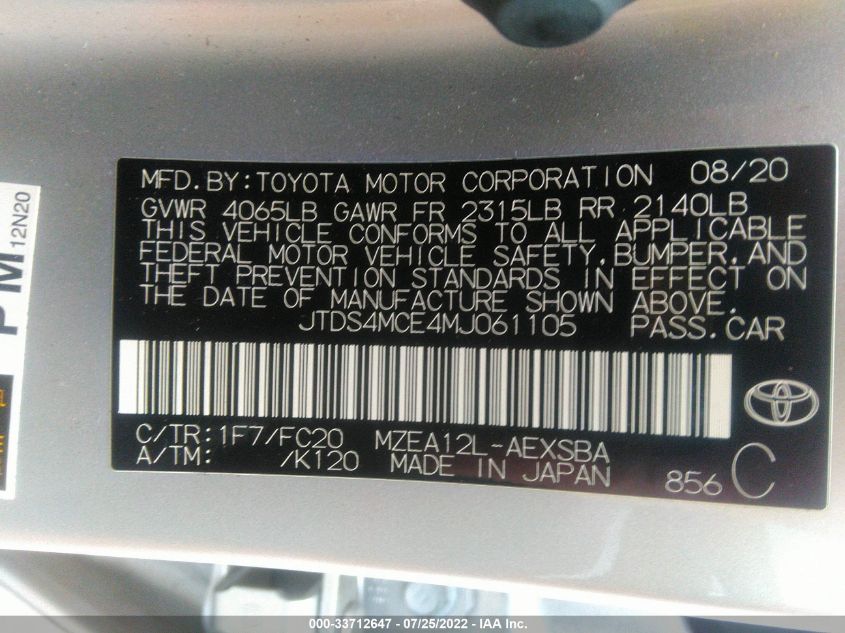 MFD. BY: TOYOTA MOTOR CORPORATION 08/20
GVWR 4065LB GAWR FR 2315LB RR 2140LB
THIS VEHICLE CONFORMS TO ALL APPLICABLE
FEDERAL MOTOR VEHICLE SAFETY, BUMPER, AND
THEFT PREVENTION STANDARDS IN EFFECT ON
THE DATE OF MANUFACTURE SHOWN ABOVE.
JTDS4MCE4MJ061105 PASS. CAR
C/TR: 1F7/FC20 MZEA12L-AEXSBA
A/TM: /K120 MADE IN JAPAN 856 C
PM 12N20
000-33712647 - 07/25/2022 - IAA Inc.